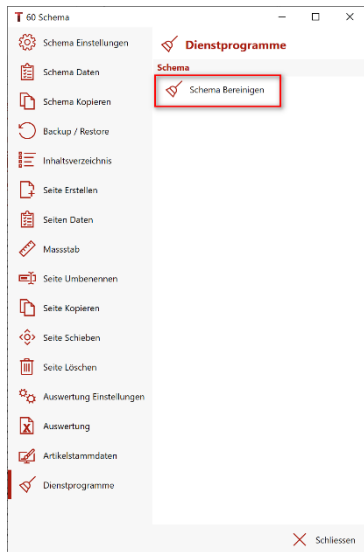 60 Schema
Schema Einstellungen
Schema Daten
Schema Kopieren
Backup / Restore
Inhaltsverzeichnis
Seite Erstellen
Seiten Daten
Massstab
Seite Umbenennen
Seite Kopieren
Seite Schieben
Seite Löschen
Auswertung Einstellungen
Auswertung
Artikelstammdaten
Dienstprogramme
Dienstprogramme
Schema
Schema Bereinigen
Schliessen